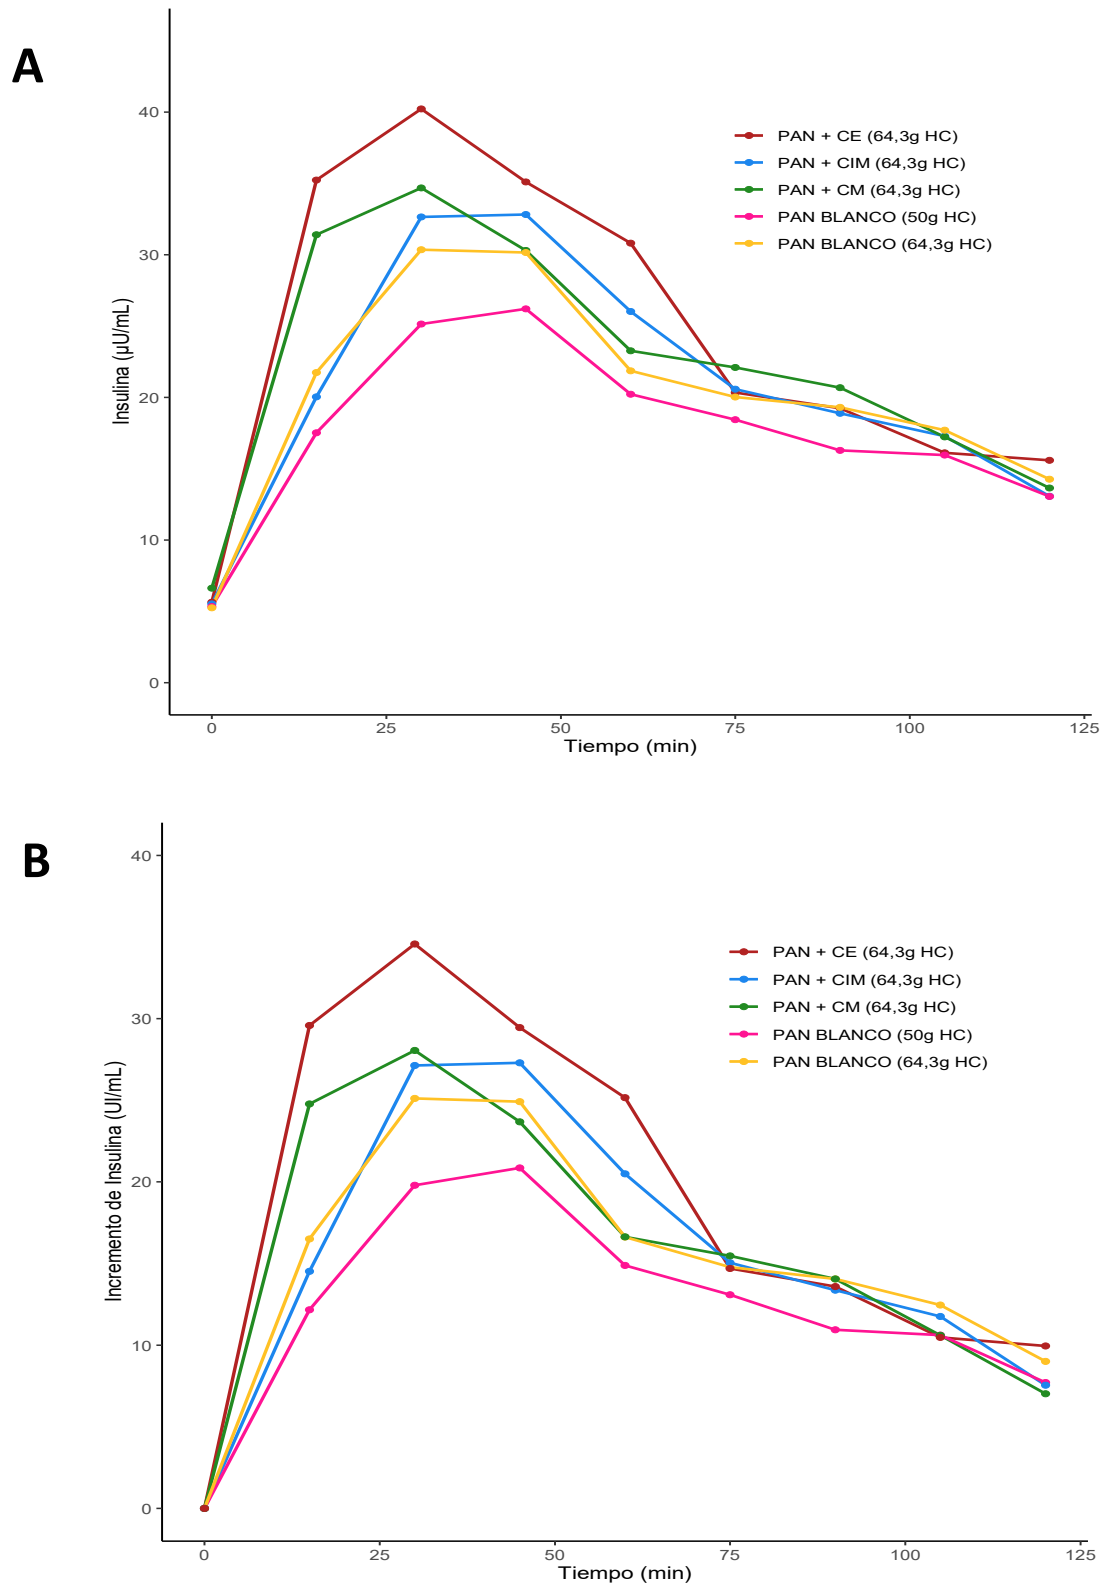 A
40
30
20
10
0
Insulina (µU/mL)
PAN + CE (64,3g HC)
PAN + CIM (64,3g HC)
PAN + CM (64,3g HC)
PAN BLANCO (50g HC)
PAN BLANCO (64,3g HC)
0 25 50 75 100 125
Tiempo (min)
B
40
30
20
10
0
Incremento de Insulina (UI/mL)
PAN + CE (64,3g HC)
PAN + CIM (64,3g HC)
PAN + CM (64,3g HC)
PAN BLANCO (50g HC)
PAN BLANCO (64,3g HC)
0 25 50 75 100 125
Tiempo (min)